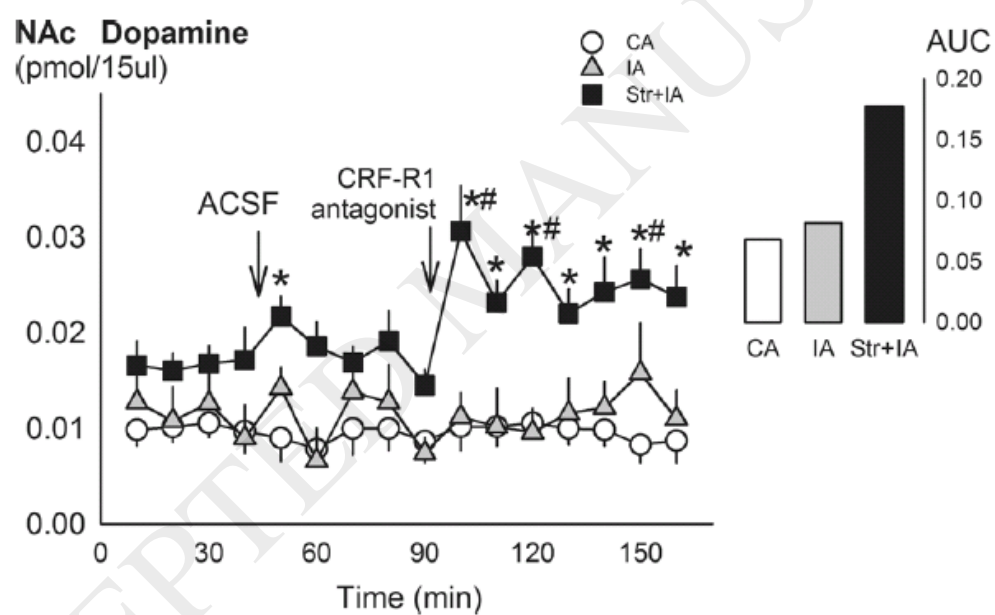 NAc Dopamine
(pmol/15ul)
CA
IA
Str+IA
AUC
0.04
0.03
0.02
0.01
0.00
ACSF
CRF-R1
antagonist
*
*#
*
*#
*
*
*#
*
0
30
60
90
120
150
Time (min)
0.20
0.15
0.10
0.05
0.00
CA
IA
Str+IA
EPTED MANUS